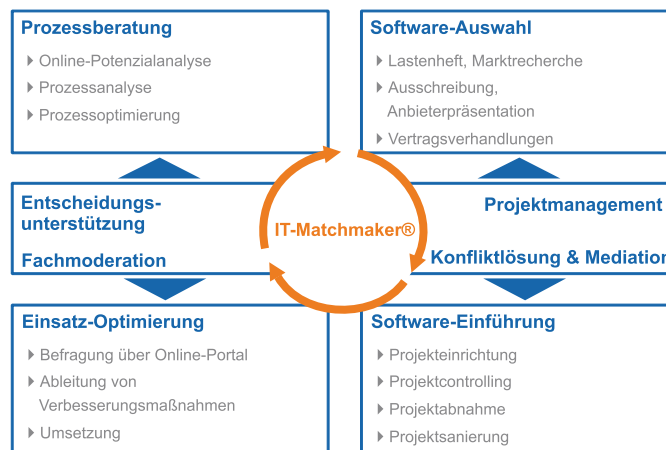 Prozessberatung
Online-Potenzialanalyse
Prozessanalyse
Prozessoptimierung
Software-Auswahl
Lastenheft, Marktrecherche
Ausschreibung,
Anbieterpräsentation
Vertragsverhandlungen
Entscheidungs-
unterstützung
Fachmoderation
IT-Matchmaker®
Projektmanagement
Konfliktlösung & Mediation
Einsatz-Optimierung
Befragung über Online-Portal
Ableitung von
Verbesserungsmaßnahmen
Umsetzung
Software-Einführung
Projekteinrichtung
Projektcontrolling
Projektabnahme
Projektsanierung